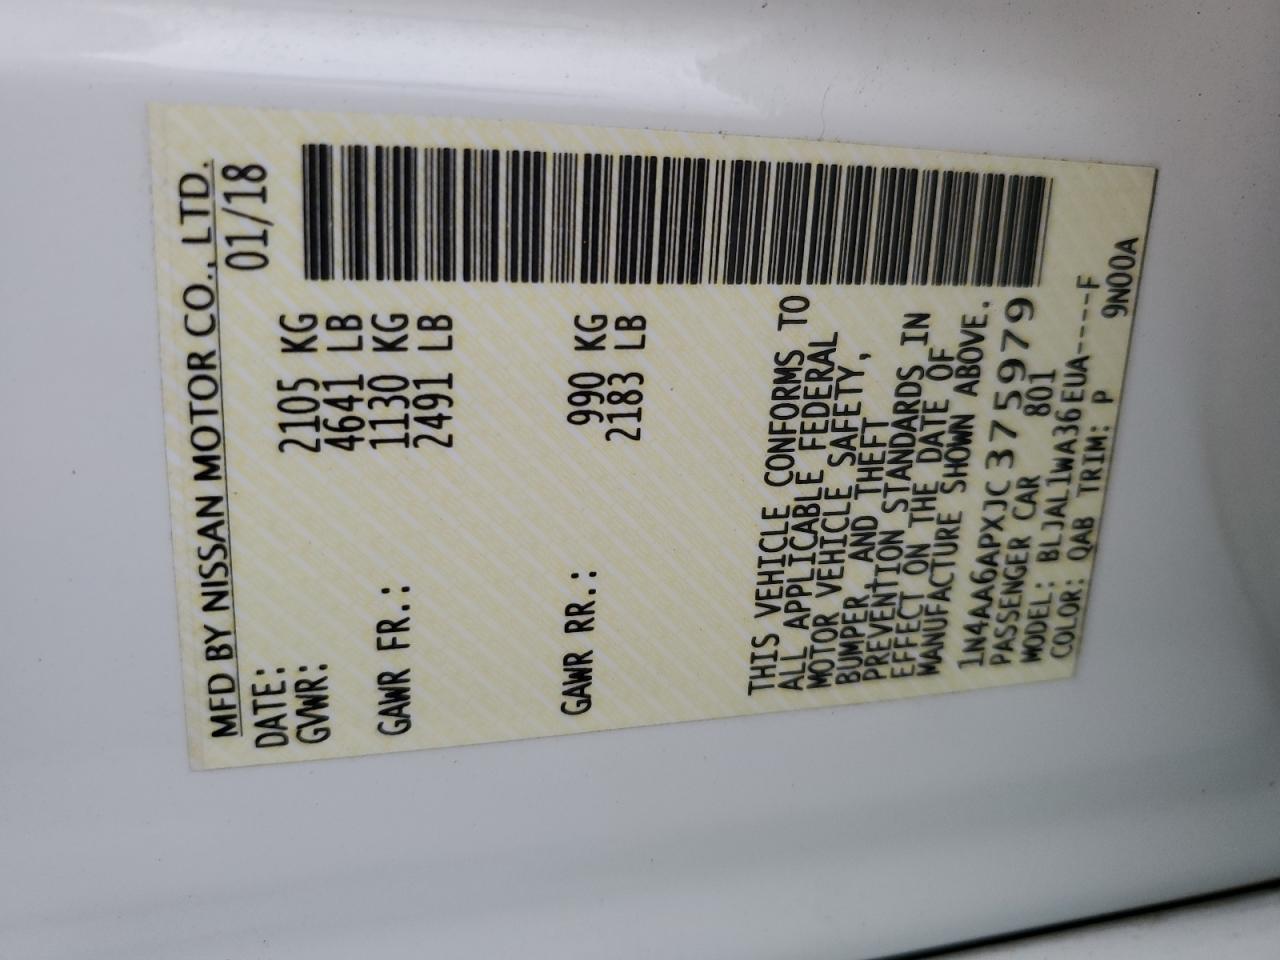 MFD BY NISSAN MOTOR CO., LTD.
DATE: 01/18
GVWR: 2105 KG
4641 LB
GAWR FR.: 1130 KG
2491 LB
GAWR RR.: 990 KG
2183 LB
THIS VEHICLE CONFORMS TO
ALL APPLICABLE FEDERAL
MOTOR VEHICLE SAFETY,
BUMPER AND THEFT
PREVENTION STANDARDS IN
EFFECT ON THE DATE OF
MANUFACTURE SHOWN ABOVE.
1N4AA6APXJC375979
PASSENGER CAR 801
MODEL: BLJAL1WA36EUA----F
COLOR: QAB TRIM: P 9N00A